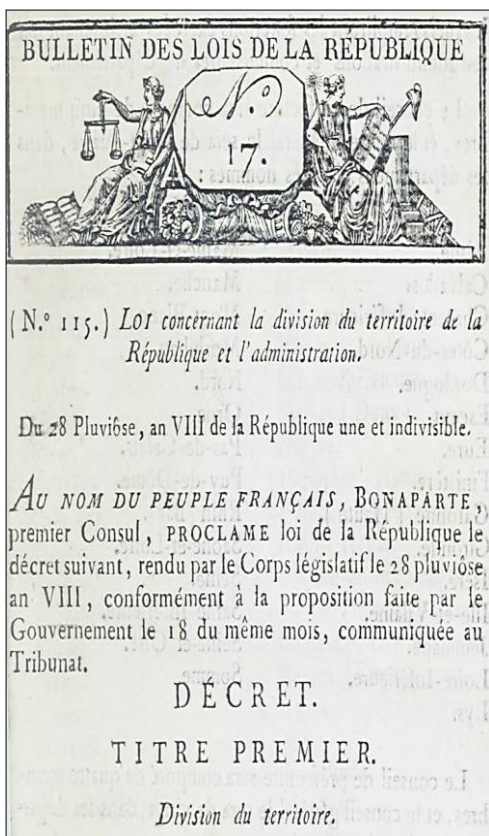 BULLETIN DES LOIS DE LA RÉPUBLIQUE
N.º
17.
(N.º 115.) LOI concernant la division du territoire de la
République et l'administration.
Du 28 Pluviôse, an VIII de la République une et indivisible.
AU NOM DU PEUPLE FRANÇAIS, BONAPARTE,
premier Consul, PROCLAME loi de la République le
décret suivant, rendu par le Corps législatif le 28 pluviôse
an VIII, conformément à la proposition faite par le
Gouvernement le 18 du même mois, communiquée au
Tribunat.
DÉCRET.
TITRE PREMIER.
Division du territoire.